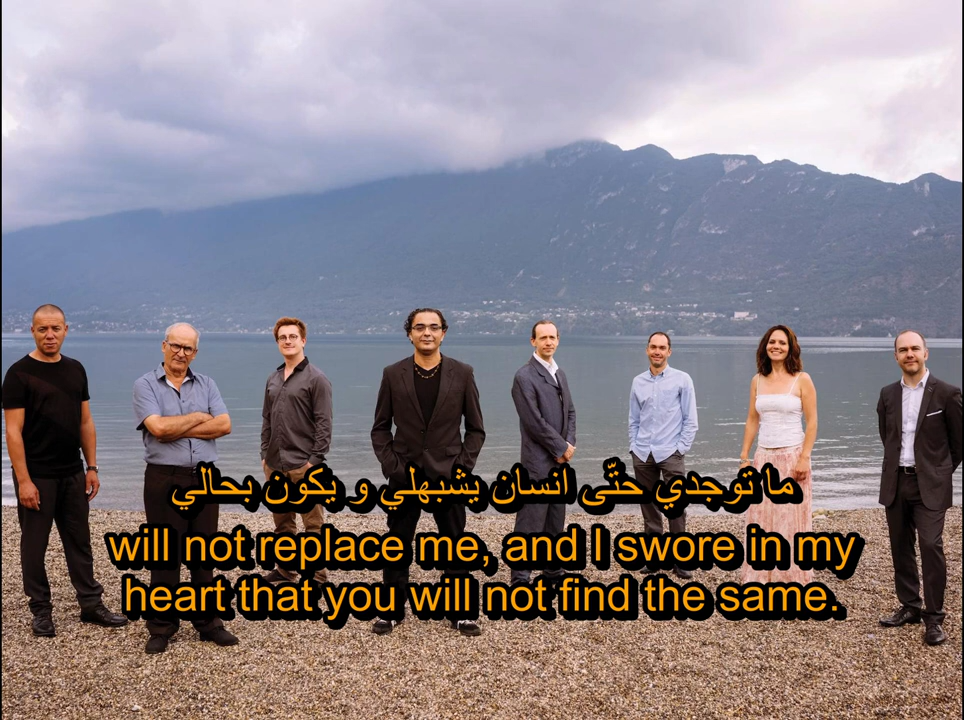 ما توجدي حتّى انسان يشبهلي و يكون بحالي
will not replace me, and I swore in my
heart that you will not find the same.